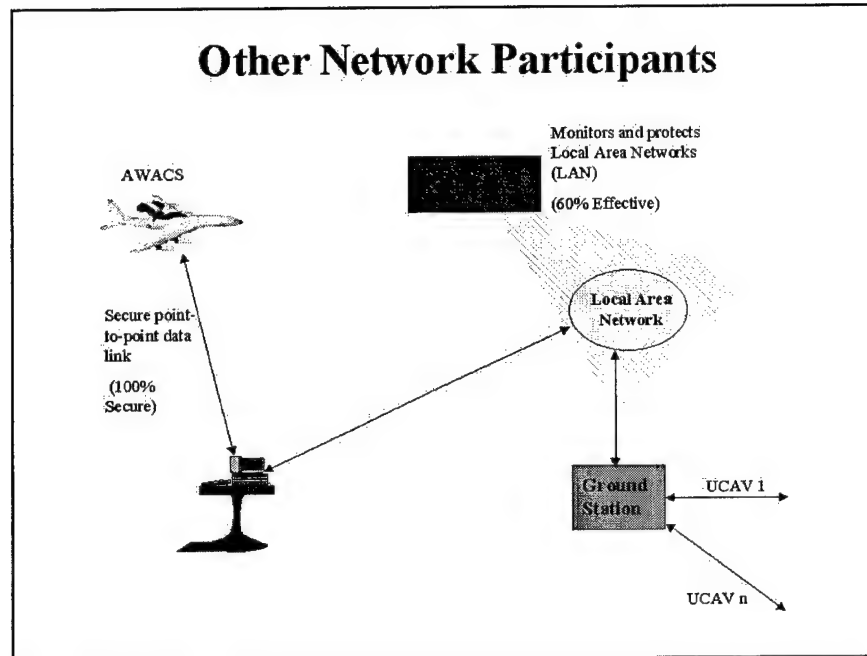 Other Network Participants
AWACS
Monitors and protects
Local Area Networks
(LAN)
(60% Effective)
Local Area
Network
Secure point-
to-point data
link
(100%
Secure)
Ground
Station
UCAV 1
UCAV n